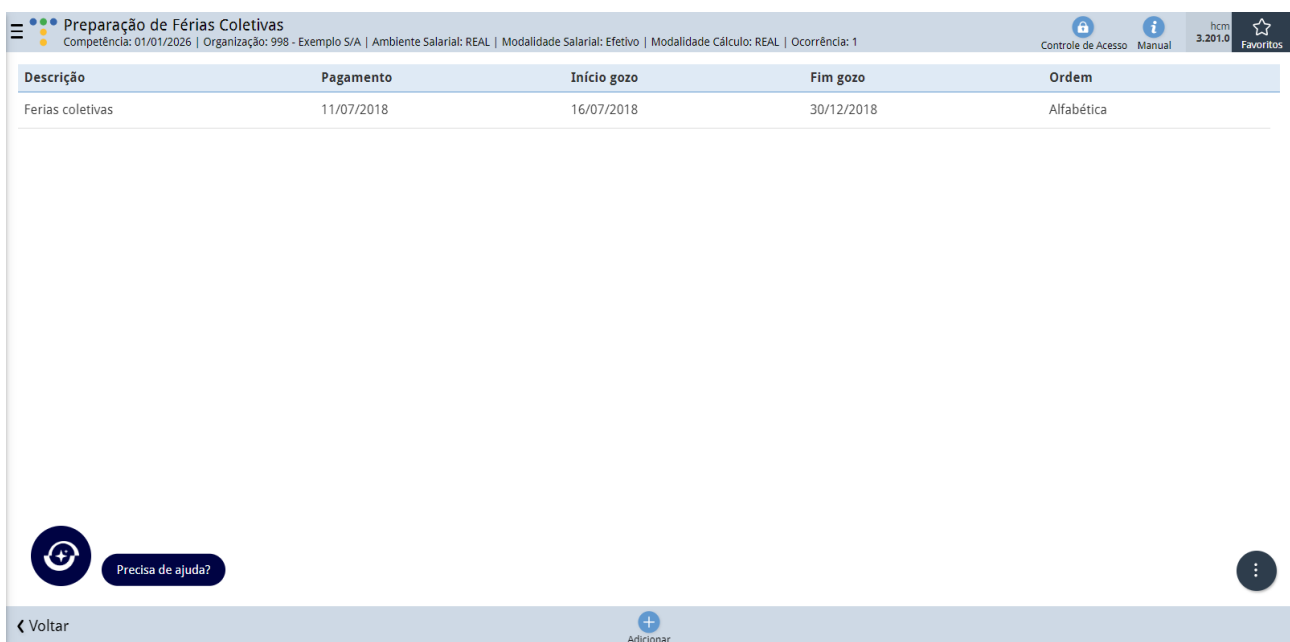 Preparação de Férias Coletivas
Competência: 01/01/2026 | Organização: 998 - Exemplo S/A | Ambiente Salarial: REAL | Modalidade Salarial: Efetivo | Modalidade Cálculo: REAL | Ocorrência: 1
Controle de Acesso
Manual
hcm
3.201.0
Favoritos
Descrição Pagamento Início gozo Fim gozo Ordem
Ferias coletivas 11/07/2018 16/07/2018 30/12/2018 Alfabética
Precisa de ajuda?
Voltar
Adicionar